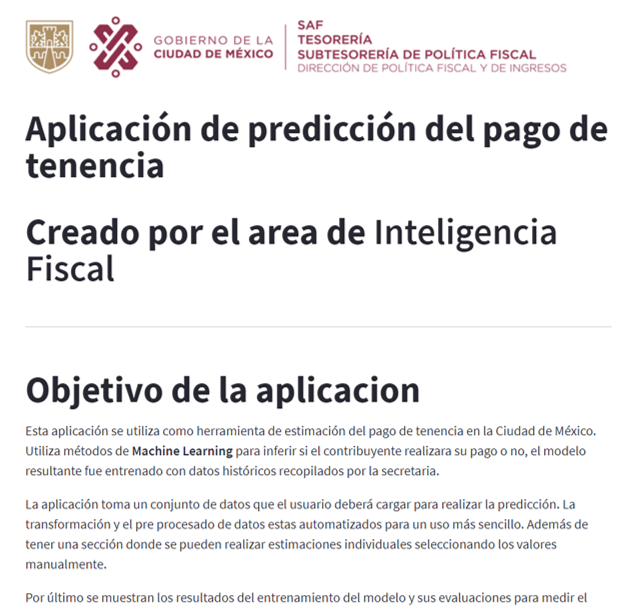 GOBIERNO DE LA
CIUDAD DE MÉXICO
SAF
TESORERÍA
SUBTESORERÍA DE POLÍTICA FISCAL
DIRECCIÓN DE POLÍTICA FISCAL Y DE INGRESOS
Aplicación de predicción del pago de
tenencia
Creado por el area de Inteligencia
Fiscal
Objetivo de la aplicacion
Esta aplicación se utiliza como herramienta de estimación del pago de tenencia en la Ciudad de México.
Utiliza métodos de Machine Learning para inferir si el contribuyente realizara su pago o no, el modelo
resultante fue entrenado con datos históricos recopilados por la secretaria.
La aplicación toma un conjunto de datos que el usuario deberá cargar para realizar la predicción. La
transformación y el pre procesado de datos estas automatizados para un uso más sencillo. Además de
tener una sección donde se pueden realizar estimaciones individuales seleccionando los valores
manualmente.
Por último se muestran los resultados del entrenamiento del modelo y sus evaluaciones para medir el